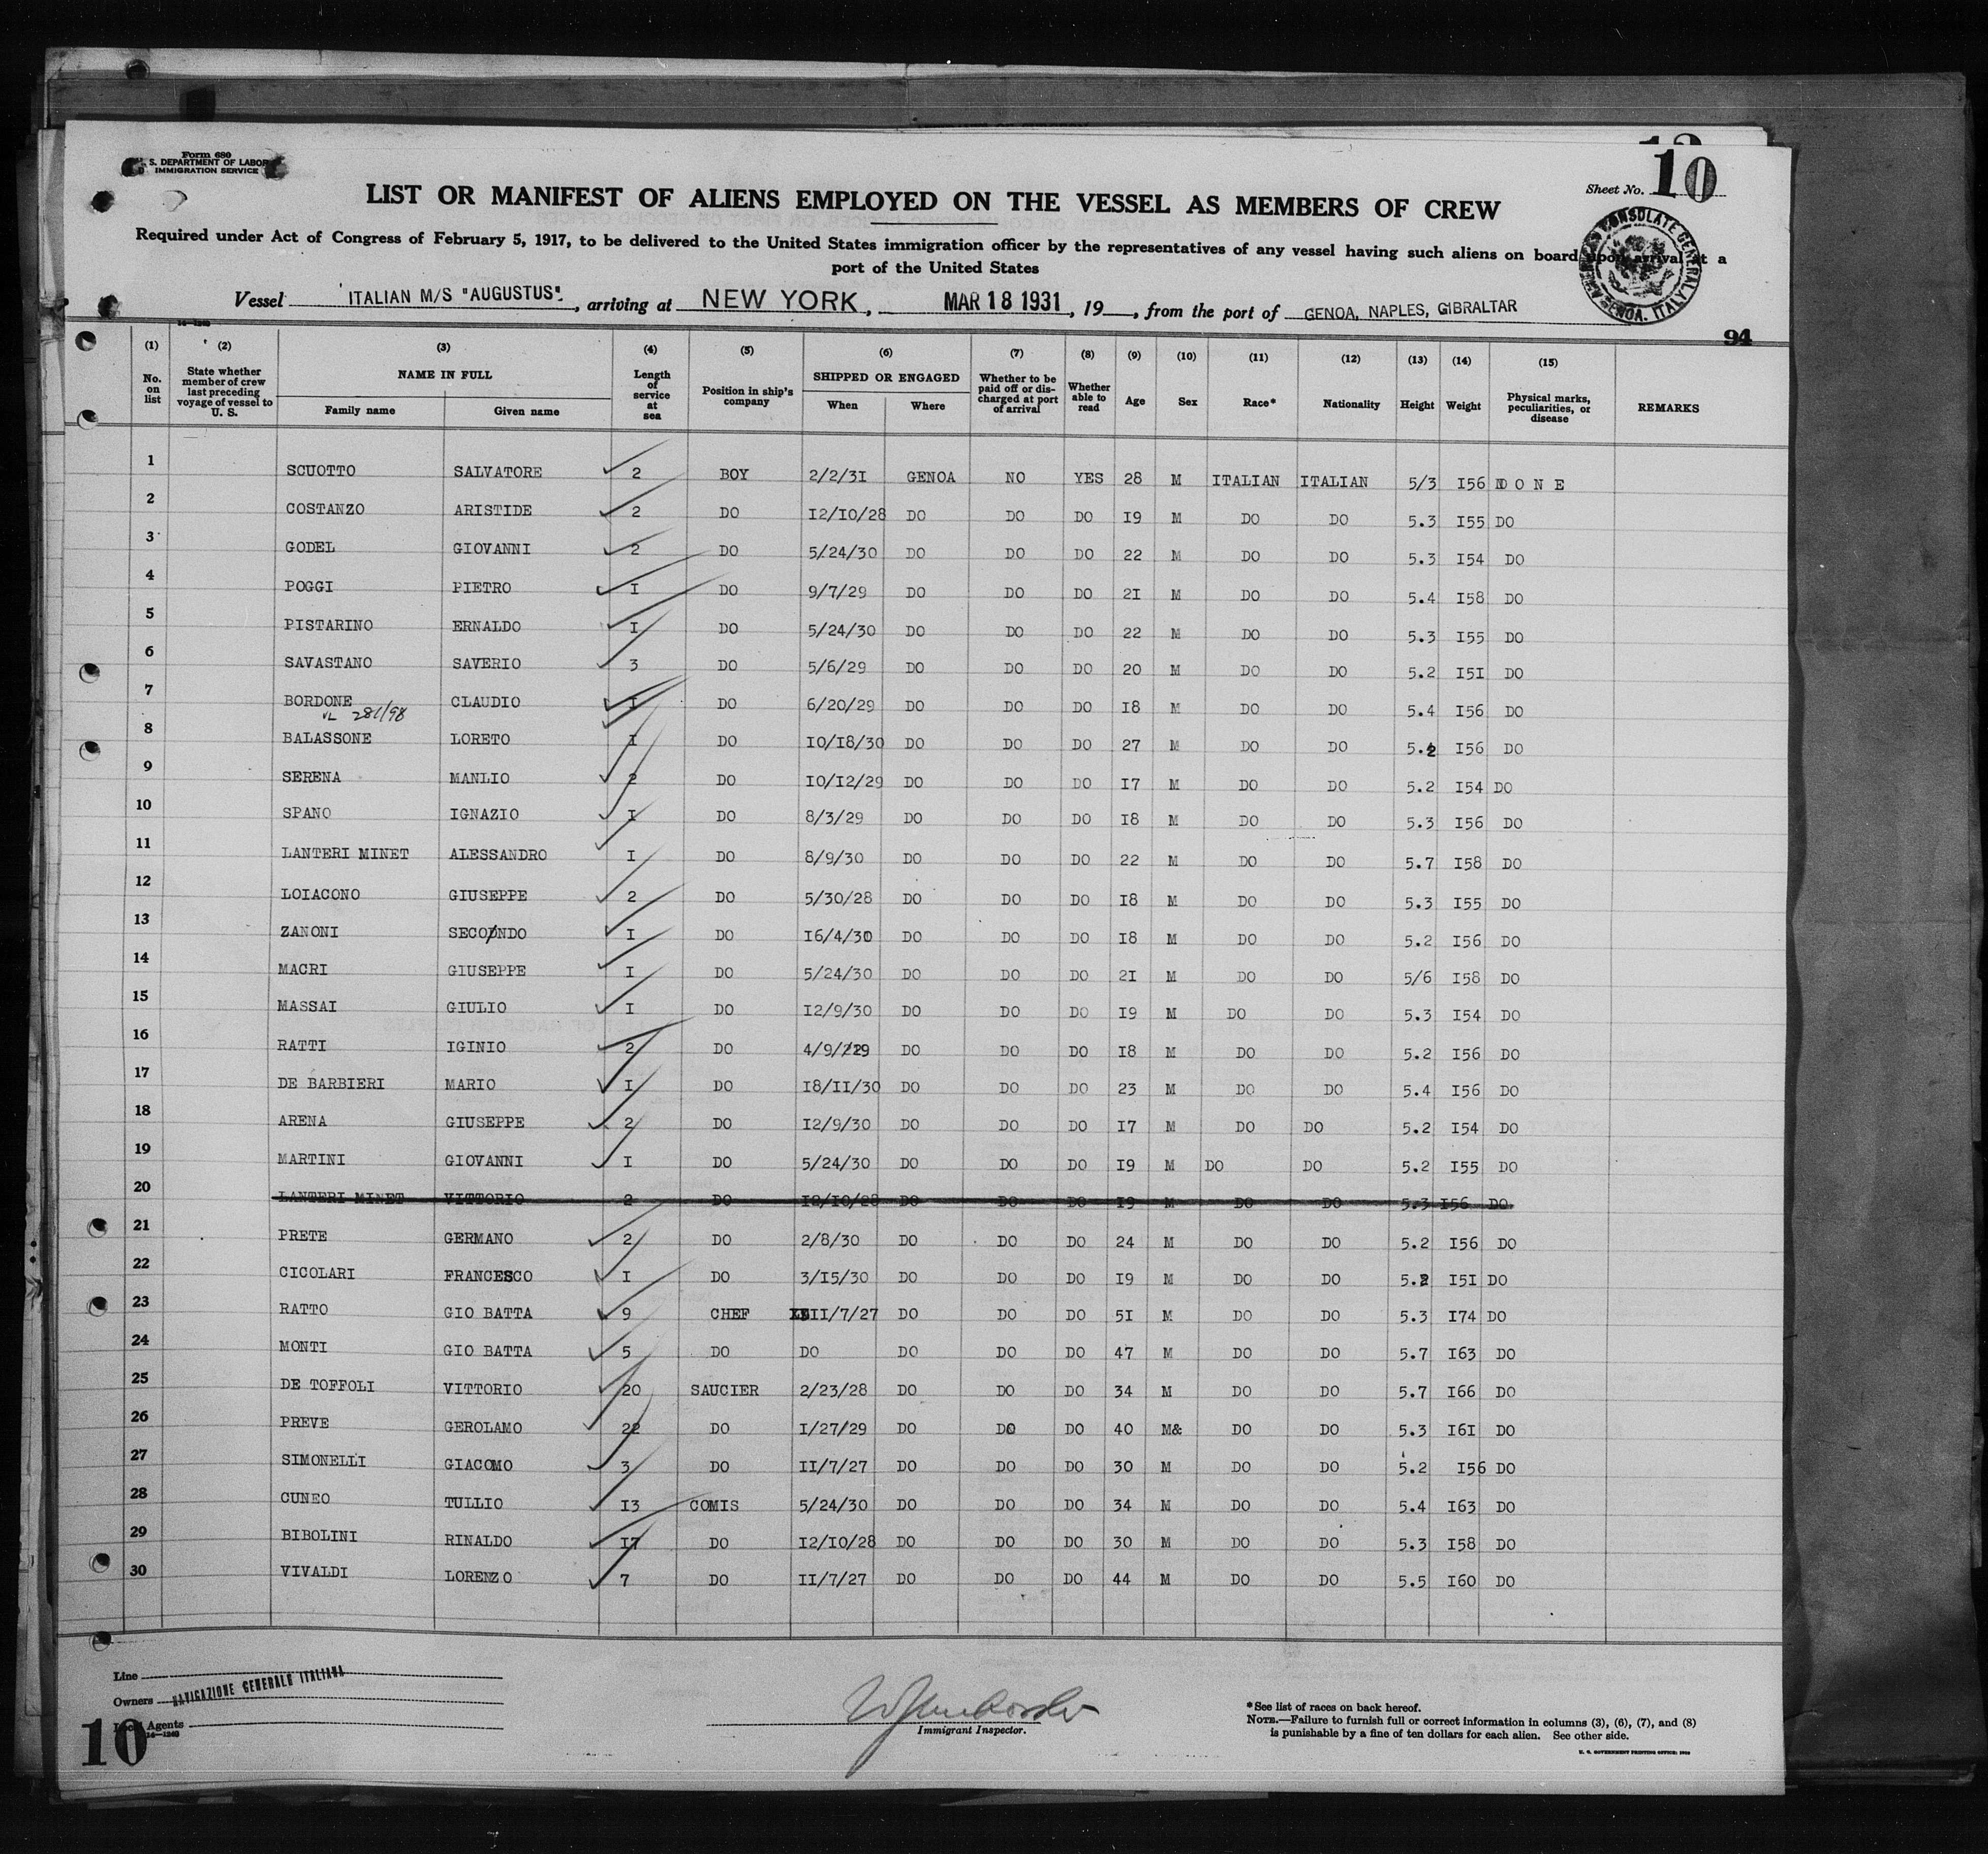 Form 680
U. S. DEPARTMENT OF LABOR
IMMIGRATION SERVICE
Sheet No. 10
LIST OR MANIFEST OF ALIENS EMPLOYED ON THE VESSEL AS MEMBERS OF CREW
Required under Act of Congress of February 5, 1917, to be delivered to the United States immigration officer by the representatives of any vessel having such aliens on board upon arrival at a
port of the United States
AMERICAN CONSULATE GENERAL GENOA, ITALY
Vessel ITALIAN M/S "AUGUSTUS", arriving at NEW YORK, MAR 18 1931, 19, from the port of GENOA, NAPLES, GIBRALTAR
94
(1) (2) (3) (4) (5) (6) (7) (8) (9) (10) (11) (12) (13) (14) (15)
No. on list State whether member of crew last preceding voyage of vessel to U. S. NAME IN FULL Family name Given name Length of service at sea Position in ship's company SHIPPED OR ENGAGED When Where Whether to be paid off or discharged at port of arrival Whether able to read Age Sex Race* Nationality Height Weight Physical marks, peculiarities, or disease REMARKS
1 SCUOTTO SALVATORE 2 BOY 2/2/31 GENOA NO YES 28 M ITALIAN ITALIAN 5/3 156 NONE
2 COSTANZO ARISTIDE 2 DO 12/10/28 DO DO DO 19 M DO DO 5.3 155 DO
3 GODEL GIOVANNI 2 DO 5/24/30 DO DO DO 22 M DO DO 5.3 154 DO
4 POGGI PIETRO 1 DO 9/7/29 DO DO DO 21 M DO DO 5.4 158 DO
5 PISTARINO ERNALDO 1 DO 5/24/30 DO DO DO 22 M DO DO 5.3 155 DO
6 SAVASTANO SAVERIO 3 DO 5/6/29 DO DO DO 20 M DO DO 5.2 151 DO
7 BORDONE CLAUDIO 1 DO 6/20/29 DO DO DO 18 M DO DO 5.4 156 DO
281/98
8 BALASSONE LORETO 1 DO 10/18/30 DO DO DO 27 M DO DO 5.2 156 DO
9 SERENA MANLIO 2 DO 10/12/29 DO DO DO 17 M DO DO 5.2 154 DO
10 SPANO IGNAZIO 1 DO 8/3/29 DO DO DO 18 M DO DO 5.3 156 DO
11 LANTERI MINET ALESSANDRO 1 DO 8/9/30 DO DO DO 22 M DO DO 5.7 158 DO
12 LOIACONO GIUSEPPE 2 DO 5/30/28 DO DO DO 18 M DO DO 5.3 155 DO
13 ZANONI SECONDO 1 DO 16/4/30 DO DO DO 18 M DO DO 5.2 156 DO
14 MACRI GIUSEPPE 1 DO 5/24/30 DO DO DO 21 M DO DO 5/6 158 DO
15 MASSAI GIULIO 1 DO 12/9/30 DO DO DO 19 M DO DO 5.3 154 DO
16 RATTI IGINIO 2 DO 4/9/29 DO DO DO 18 M DO DO 5.2 156 DO
17 DE BARBIERI MARIO 1 DO 18/11/30 DO DO DO 23 M DO DO 5.4 156 DO
18 ARENA GIUSEPPE 2 DO 12/9/30 DO DO DO 17 M DO DO 5.2 154 DO
19 MARTINI GIOVANNI 1 DO 5/24/30 DO DO DO 19 M DO DO 5.2 155 DO
20 LANTERI MINET VITTORIO 2 DO 12/10/28 DO DO DO 19 M DO DO 5.3 156 DO
21 PRETE GERMANO 2 DO 2/8/30 DO DO DO 24 M DO DO 5.2 156 DO
22 CICOLARI FRANCESCO 1 DO 3/15/30 DO DO DO 19 M DO DO 5.2 151 DO
23 RATTO GIO BATTA 9 CHEF 11/7/27 DO DO DO 51 M DO DO 5.3 174 DO
24 MONTI GIO BATTA 5 DO DO DO DO DO 47 M DO DO 5.7 163 DO
25 DE TOFFOLI VITTORIO 20 SAUCIER 2/23/28 DO DO DO 34 M DO DO 5.7 166 DO
26 PREVE GEROLAMO 22 DO 1/27/29 DO DO DO 40 M& DO DO 5.3 161 DO
27 SIMONELLI GIACOMO 3 DO 11/7/27 DO DO DO 30 M DO DO 5.2 156 DO
28 CUNEO TULLIO 13 COMIS 5/24/30 DO DO DO 34 M DO DO 5.4 163 DO
29 BIBOLINI RINALDO 17 DO 12/10/28 DO DO DO 30 M DO DO 5.3 158 DO
30 VIVALDI LORENZO 7 DO 11/7/27 DO DO DO 44 M DO DO 5.5 160 DO
Line
Owners NAVIGAZIONE GENERALE ITALIANA
Local Agents
10
Immigrant Inspector.
*See list of races on back hereof.
NOTE.—Failure to furnish full or correct information in columns (3), (6), (7), and (8)
is punishable by a fine of ten dollars for each alien. See other side.
U. S. GOVERNMENT PRINTING OFFICE